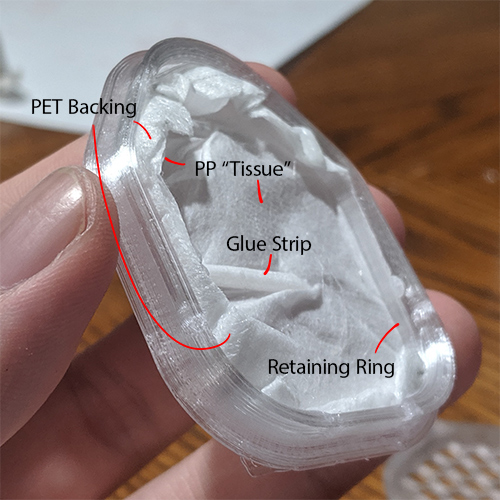 PET Backing
PP “Tissue”
Glue Strip
Retaining Ring